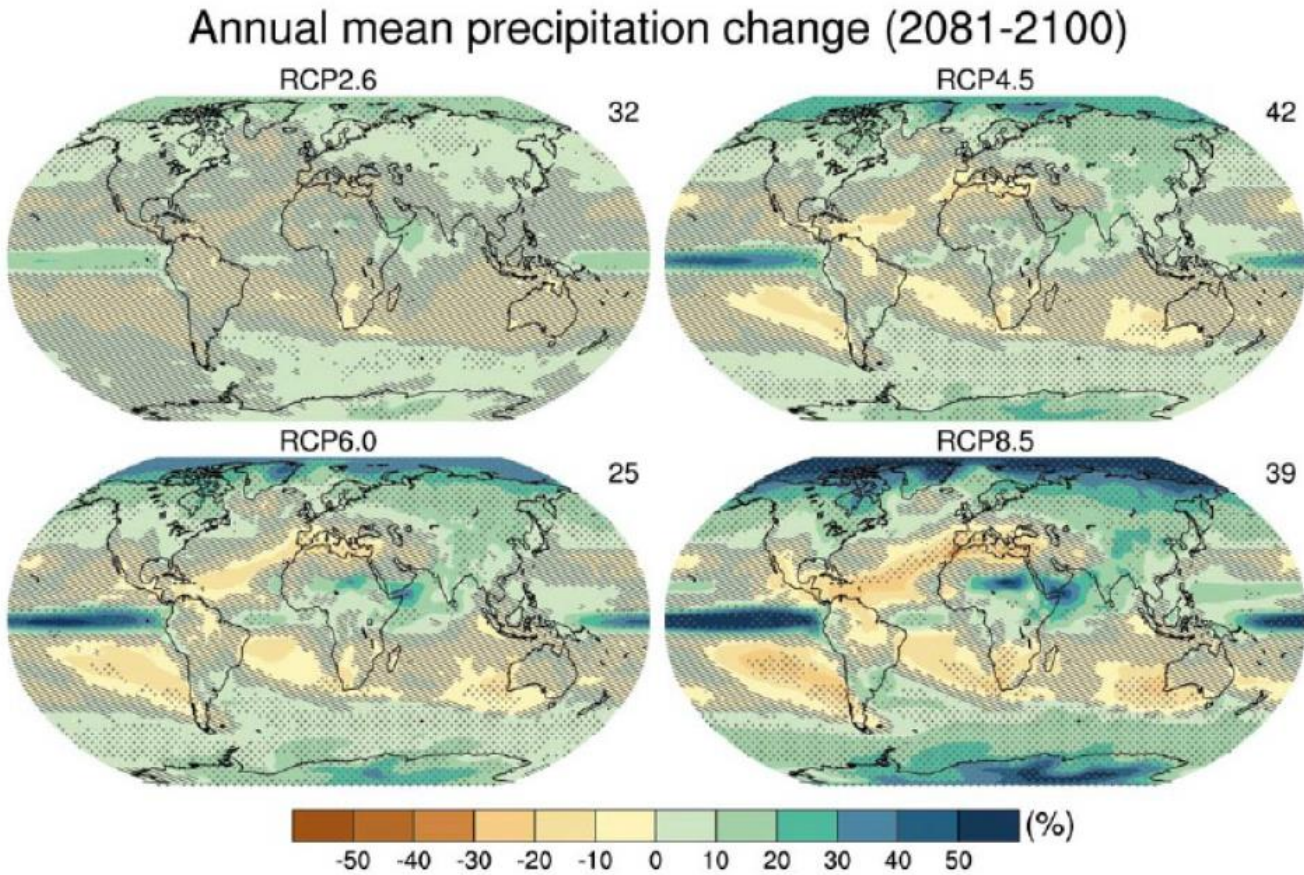 Annual mean precipitation change (2081-2100)
RCP2.6
32
RCP4.5
42
RCP6.0
25
RCP8.5
39
(%)
-50 -40 -30 -20 -10 0 10 20 30 40 50